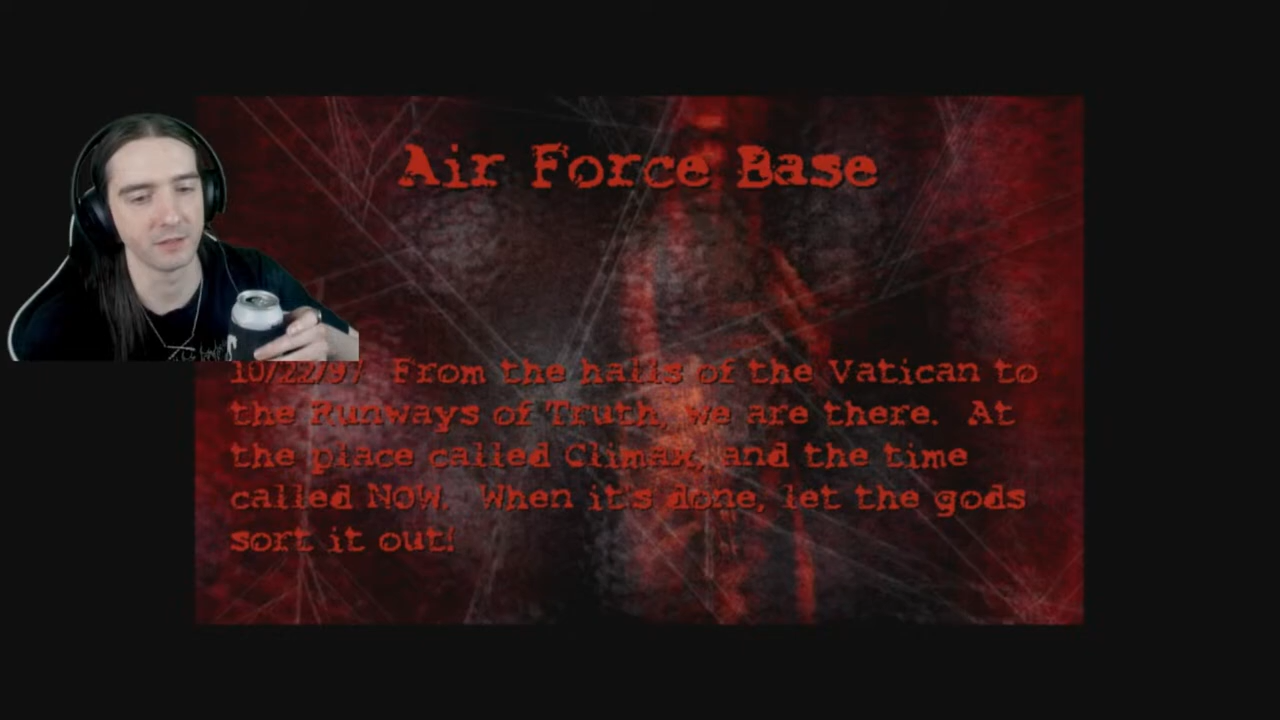 Air Force Base
10/22/97 From the halls of the Vatican to
the Runways of Truth, we are there. At
the place called Climax, and the time
called NOW. When it's done, let the gods
sort it out!